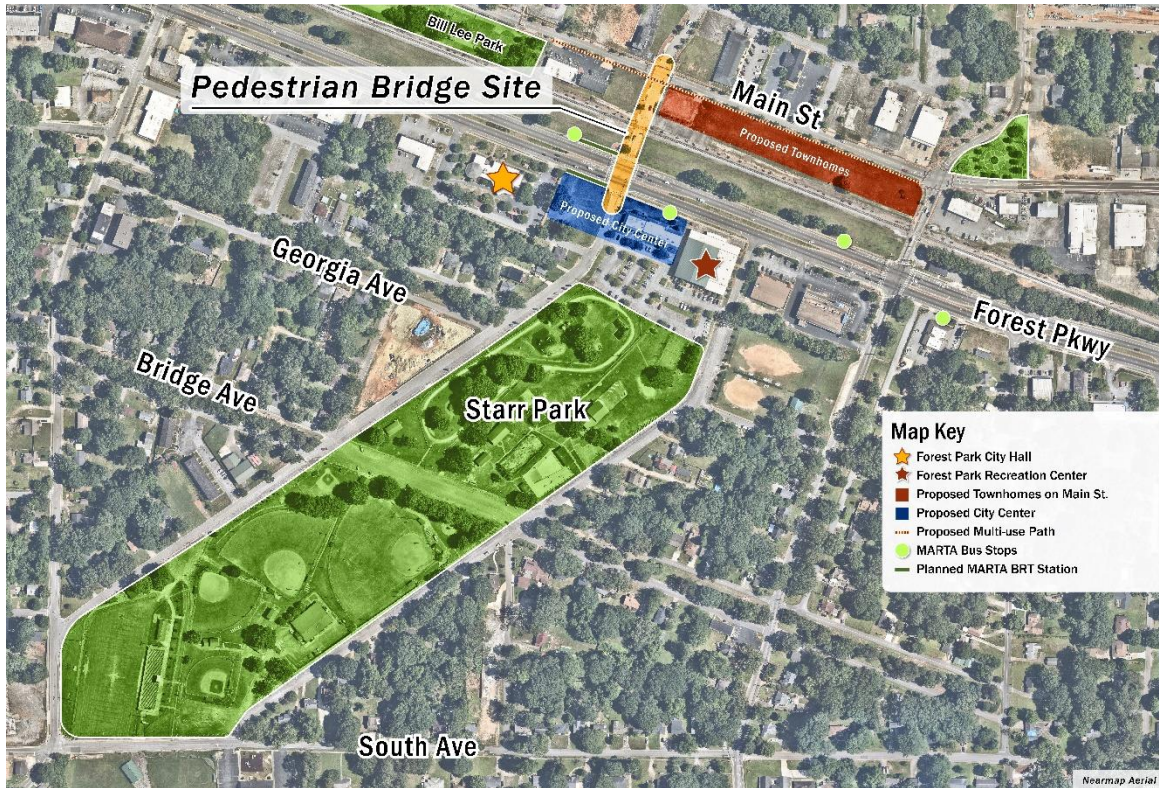 Bill Lee Park
Pedestrian Bridge Site
Main St
Proposed Townhomes
Proposed City Center
Georgia Ave
Forest Pkwy
Bridge Ave
Starr Park
Map Key
Forest Park City Hall
Forest Park Recreation Center
Proposed Townhomes on Main St.
Proposed City Center
Proposed Multi-use Path
MARTA Bus Stops
Planned MARTA BRT Station
South Ave
Nearmap Aerial